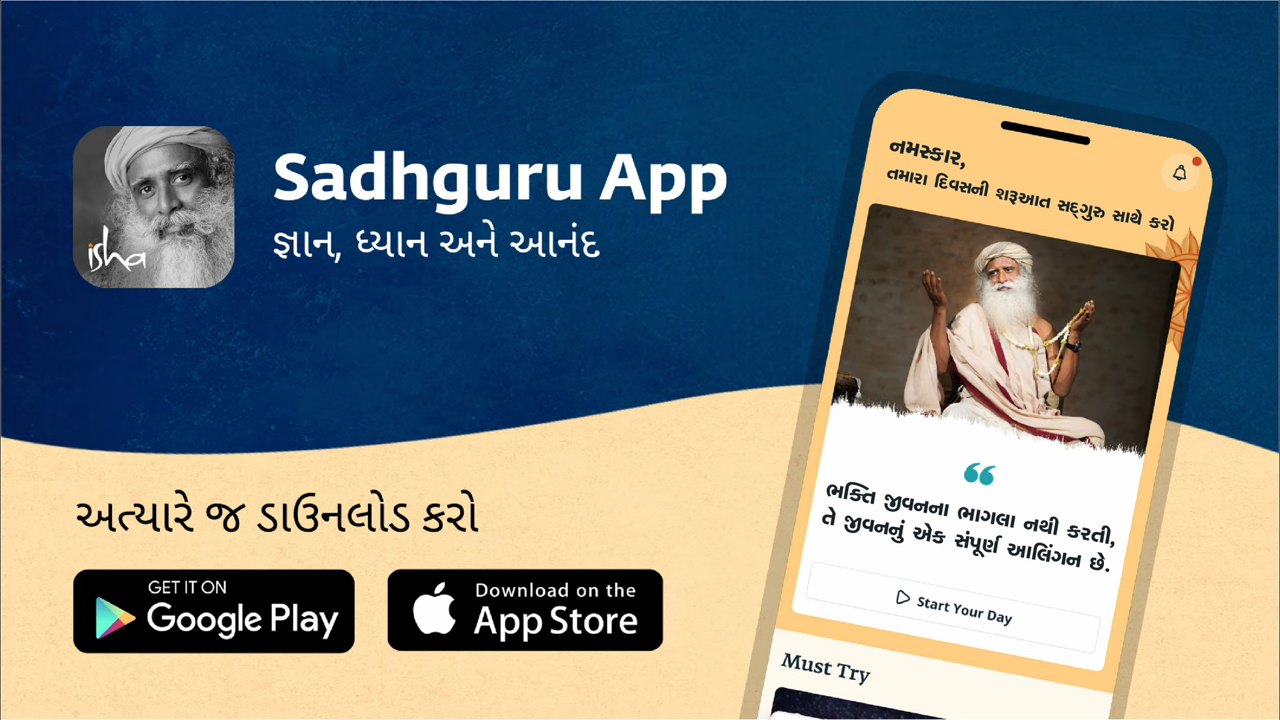 isha
Sadhguru App
જ્ઞાન, ધ્યાન અને આનંદ
અત્યારે જ ડાઉનલોડ કરો
GET IT ON
Google Play
Download on the
App Store
નમસ્કાર,
તમારા દિવસની શરૂઆત સદ્‌ગુરુ સાથે કરો
❝
ભક્તિ જીવનના ભાગલા નથી કરતી,
તે જીવનનું એક સંપૂર્ણ આલિંગન છે.
Start Your Day
Must Try